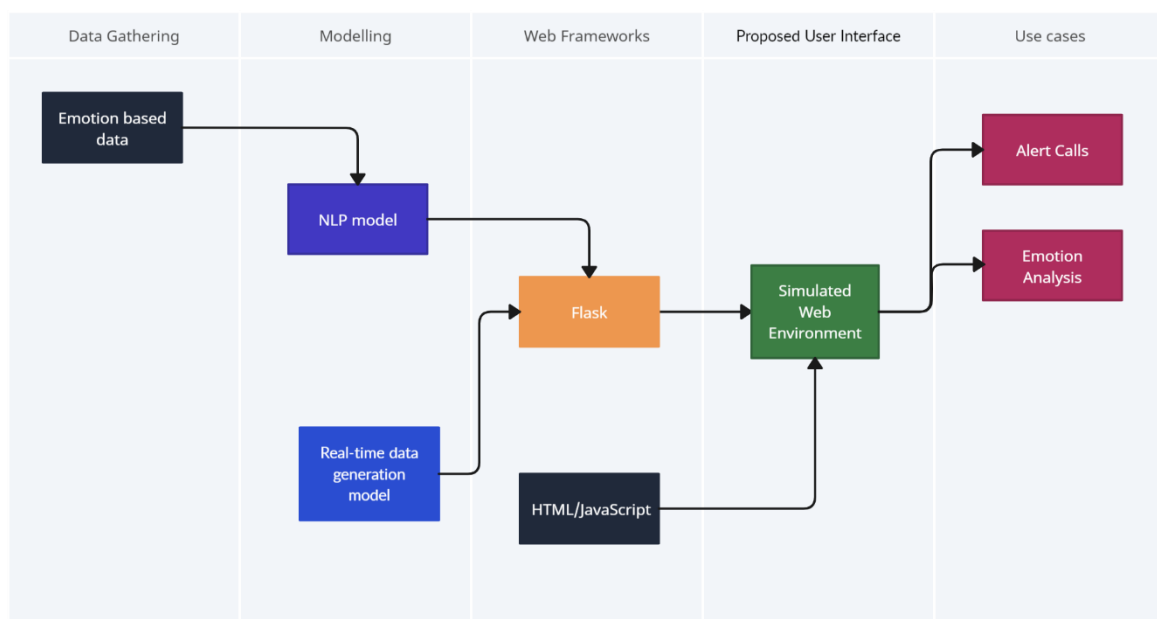 Data Gathering
Modelling
Web Frameworks
Proposed User Interface
Use cases
Emotion based
data
NLP model
Real-time data
generation
model
Flask
HTML/JavaScript
Simulated
Web
Environment
Alert Calls
Emotion
Analysis